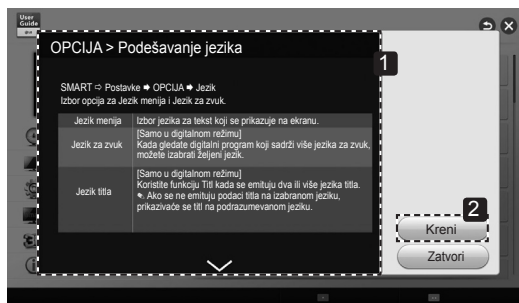 User
Guide
OPCIJA > Podešavanje jezika
1
SMART ➩ Postavke ➧ OPCIJA ➧ Jezik
Izbor opcija za Jezik menija i Jezik za zvuk.
Jezik menija
Izbor jezika za tekst koji se prikazuje na ekranu.
Jezik za zvuk
[Samo u digitalnom režimu]
Kada gledate digitalni program koji sadrži više jezika za zvuk,
možete izabrati željeni jezik.
Jezik titla
[Samo u digitalnom režimu]
Koristite funkciju Titl kada se emituju dva ili više jezika titla.
Ako se ne emituju podaci titla na izabranom jeziku,
prikazivaće se titl na podrazumevanom jeziku.
2
Kreni
Zatvori